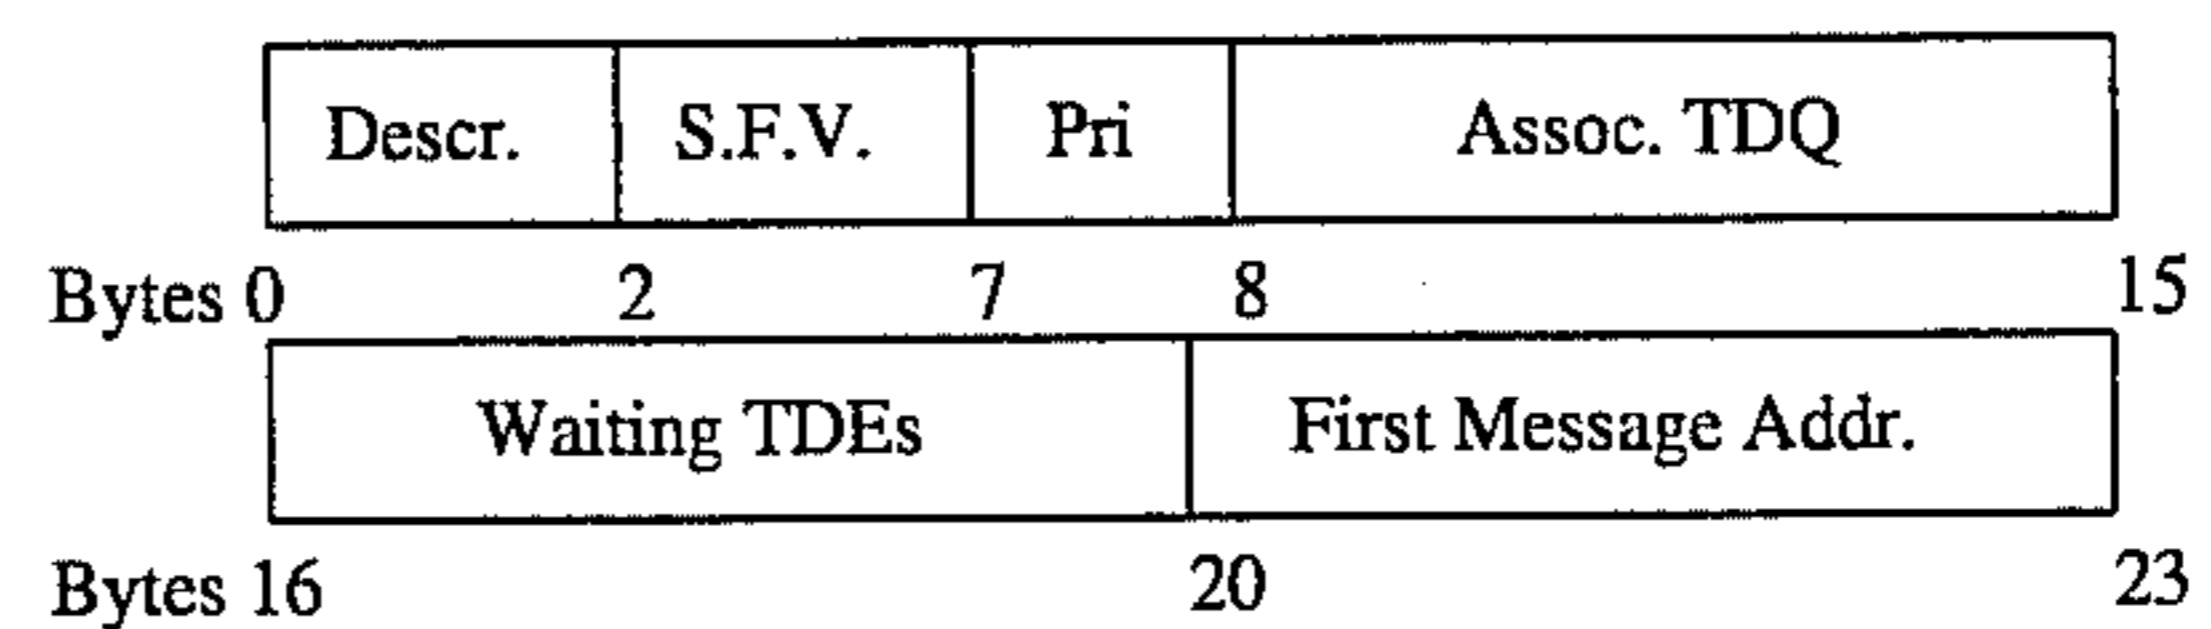 Descr. S.F.V. Pri Assoc. TDQ
Bytes 0 2 7 8 15
Waiting TDEs First Message Addr.
Bytes 16 20 23